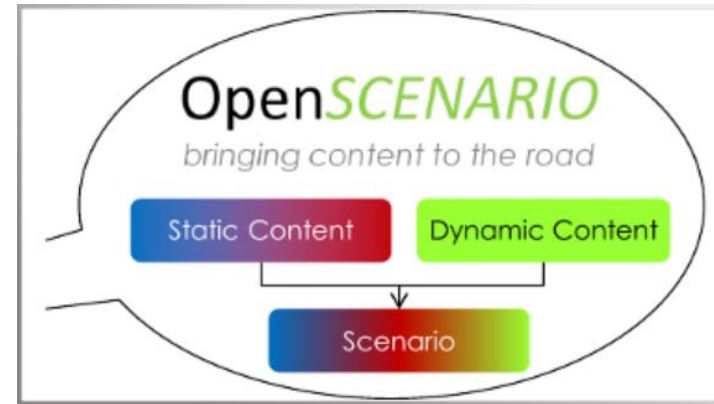 OpenSCENARIO
bringing content to the road
Static Content
Dynamic Content
Scenario